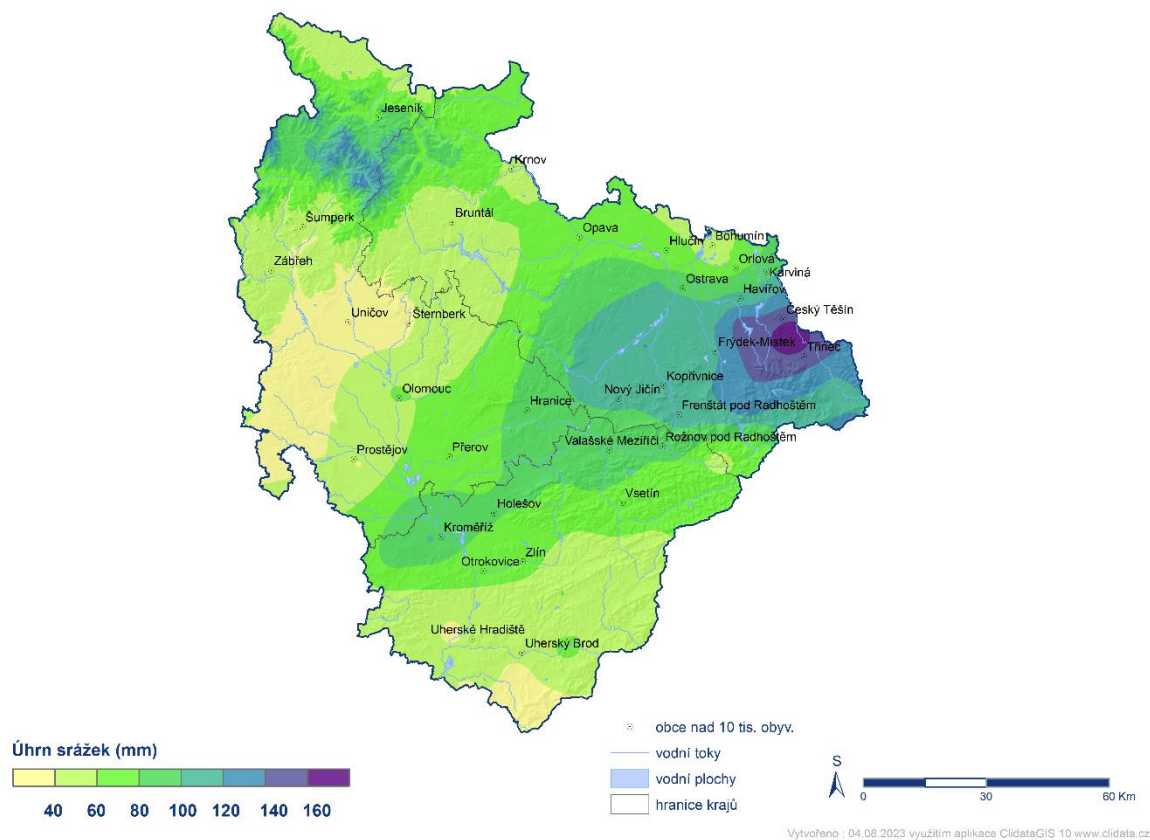 Jeseník
Krnov
Šumperk
Bruntál
Opava
Bohumín
Hlučín
Orlová
Zábřeh
Karviná
Ostrava
Havířov
Český Těšín
Uničov
Šternberk
Frýdek-Místek
Třinec
Kopřivnice
Nový Jičín
Olomouc
Hranice
Frenštát pod Radhoštěm
Valašské Meziříčí
Rožnov pod Radhoštěm
Prostějov
Přerov
Vsetín
Holešov
Kroměříž
Zlín
Otrokovice
Uherské Hradiště
Uherský Brod
obce nad 10 tis. obyv.
vodní toky
vodní plochy
hranice krajů
Úhrn srážek (mm)
40 60 80 100 120 140 160
S
0 30 60 Km
Vytvořeno : 04.08.2023 využitím aplikace ClidataGIS 10 www.clidata.cz